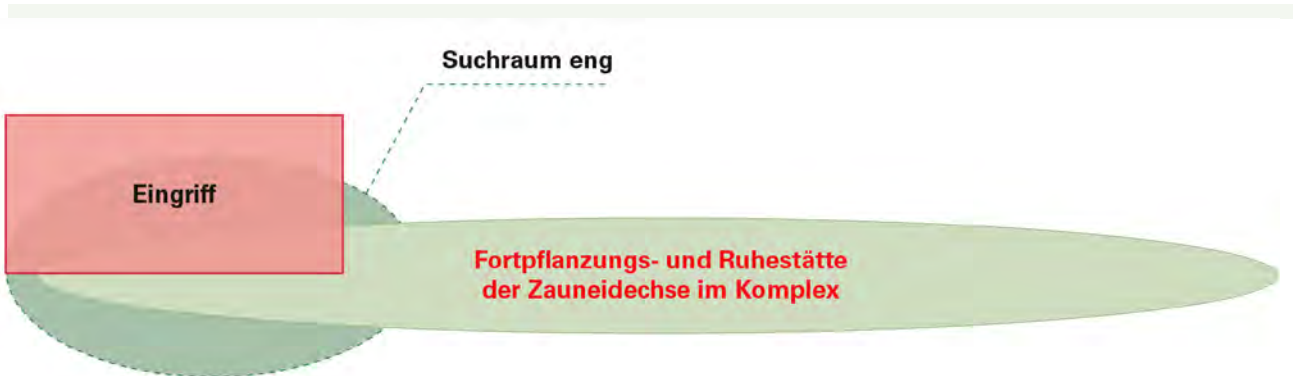 Suchraum eng
Eingriff
Fortpflanzungs- und Ruhestätte
der Zauneidechse im Komplex